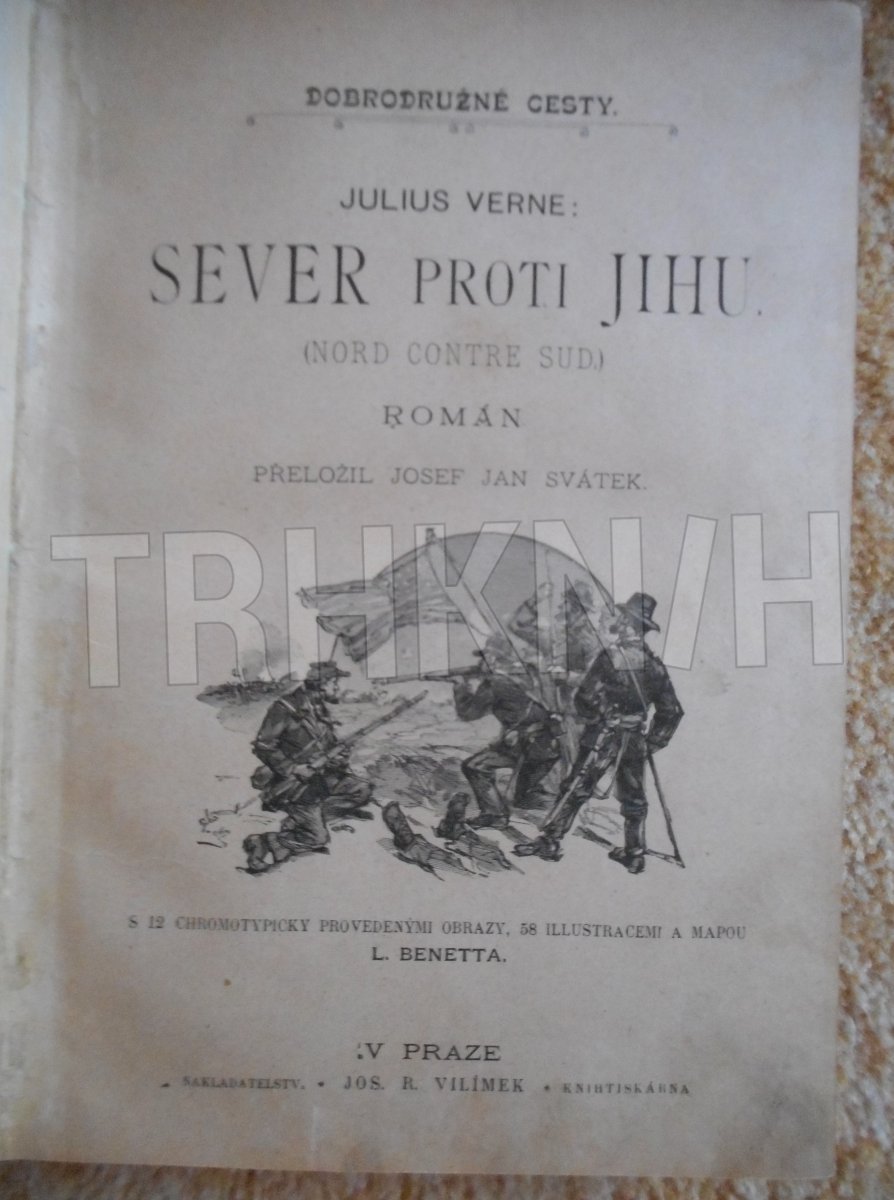 DOBRODRUŽNÉ CESTY.
JULIUS VERNE:
SEVER PROTI JIHU.
(NORD CONTRE SUD.)
ROMÁN
PŘELOŽIL JOSEF JAN SVÁTEK.
TRHKNIH
S 12 CHROMOTYPICKY PROVEDENÝMI OBRAZY, 58 ILLUSTRACEMI A MAPOU
L. BENETTA.
V PRAZE
NAKLADATELSTV. • JOS. R. VILÍMEK • KNIHTISKÁRNA